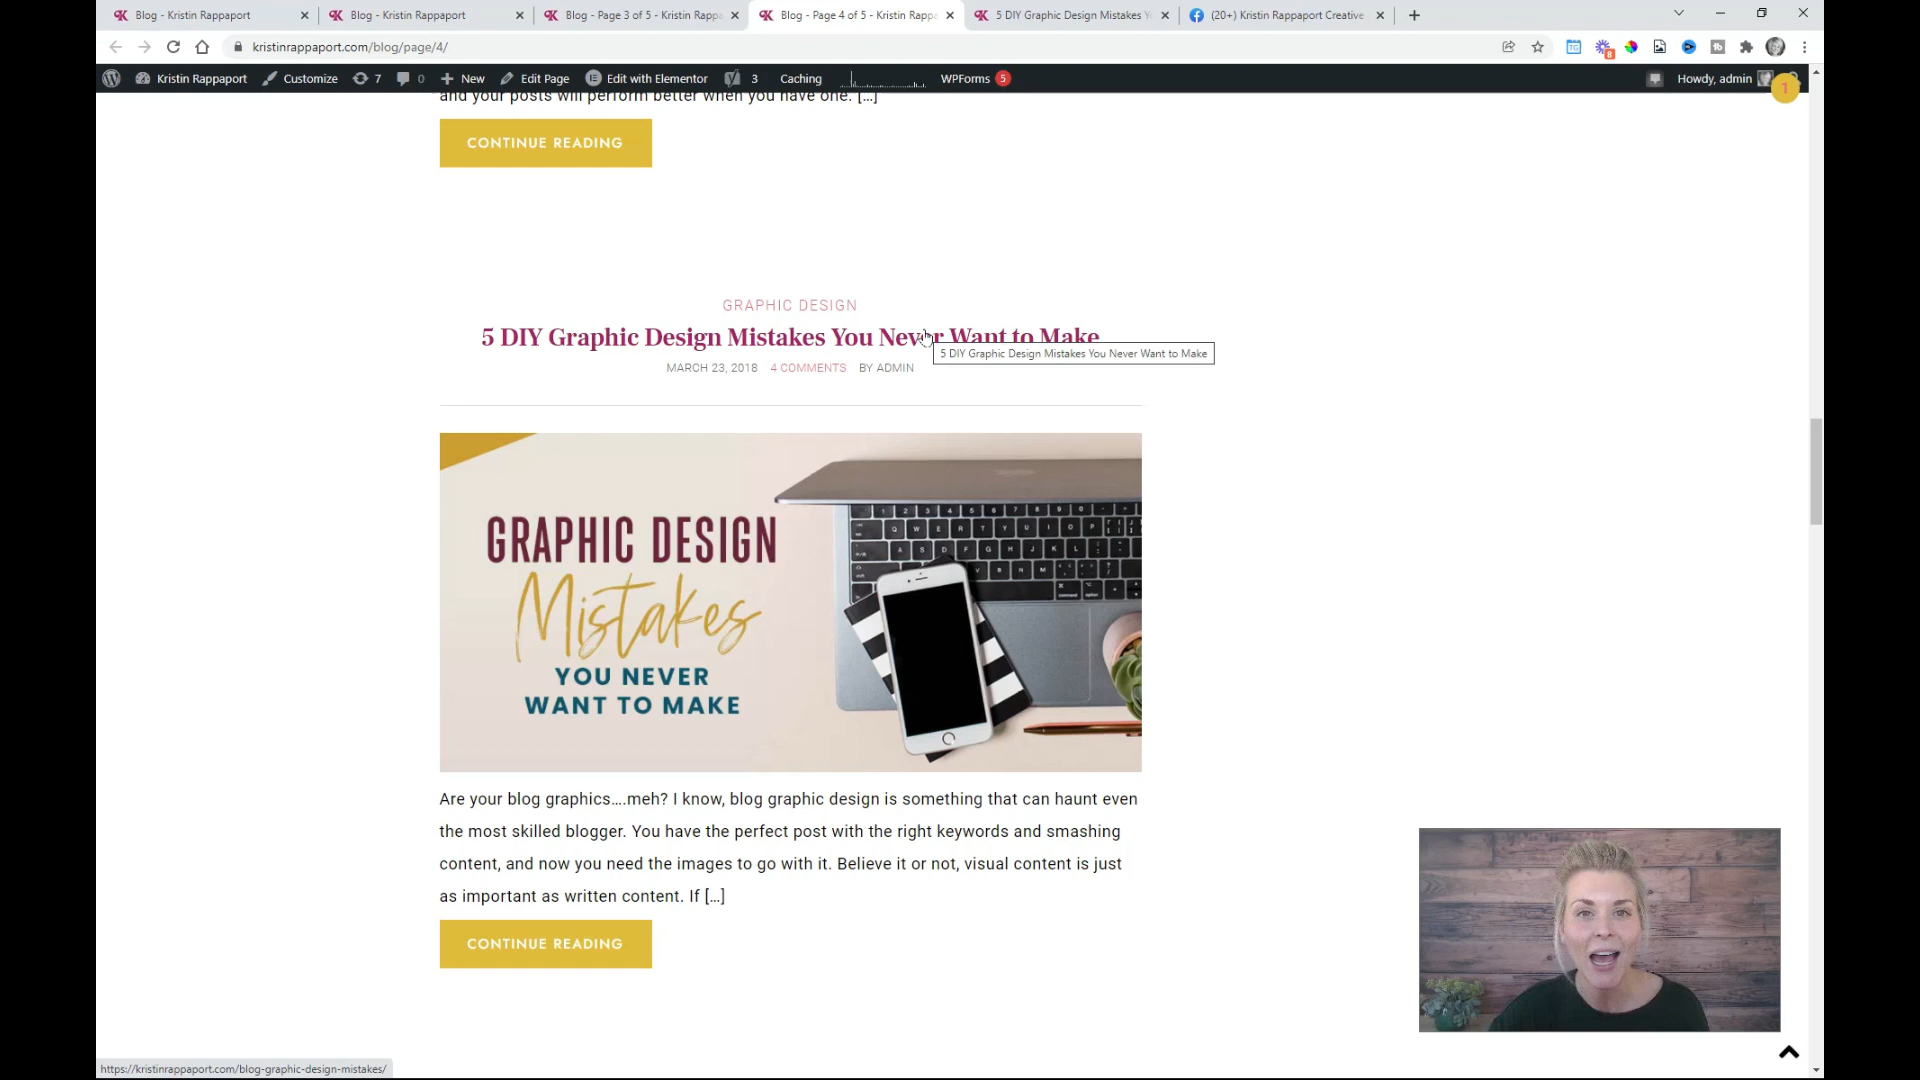 Blog - Kristin Rappaport
Blog - Kristin Rappaport
Blog - Page 3 of 5 - Kristin Rappa
Blog - Page 4 of 5 - Kristin Rappa
5 DIY Graphic Design Mistakes Y
(20+) Kristin Rappaport Creative
kristinrappaport.com/blog/page/4/
Kristin Rappaport
Customize
7
0
New
Edit Page
Edit with Elementor
3
Caching
WPForms 5
Howdy, admin
1
and your posts will perform better when you have one. […]
CONTINUE READING
GRAPHIC DESIGN
5 DIY Graphic Design Mistakes You Never Want to Make
5 DIY Graphic Design Mistakes You Never Want to Make
MARCH 23, 2018 4 COMMENTS BY ADMIN
GRAPHIC DESIGN
Mistakes
YOU NEVER
WANT TO MAKE
Are your blog graphics….meh? I know, blog graphic design is something that can haunt even
the most skilled blogger. You have the perfect post with the right keywords and smashing
content, and now you need the images to go with it. Believe it or not, visual content is just
as important as written content. If […]
CONTINUE READING
https://kristinrappaport.com/blog-graphic-design-mistakes/